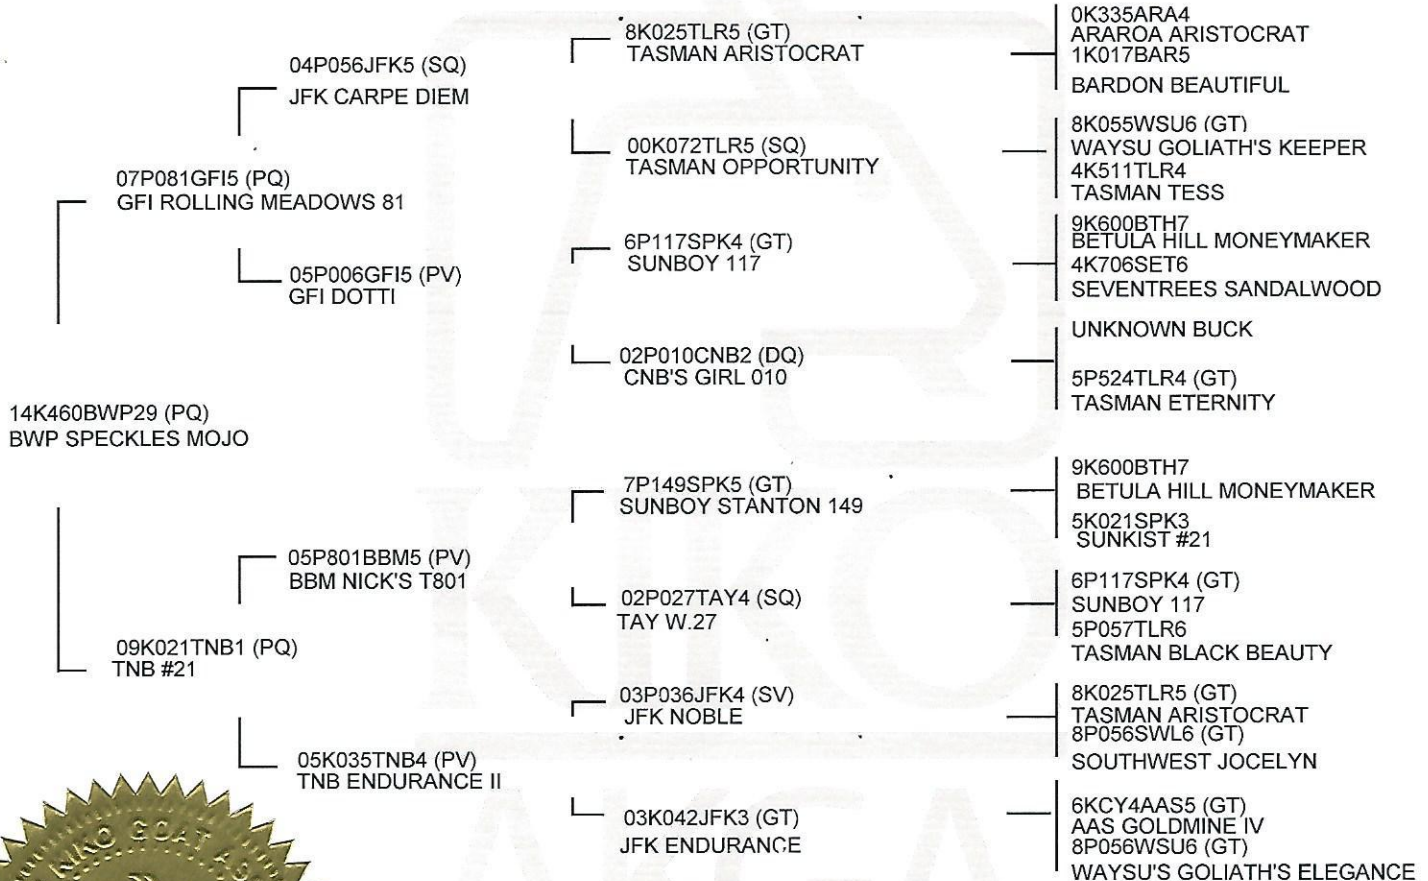 0K335ARA4
ARAROA ARISTOCRAT
1K017BAR5
BARDON BEAUTIFUL
8K025TLR5 (GT)
TASMAN ARISTOCRAT
04P056JFK5 (SQ)
JFK CARPE DIEM
8K055WSU6 (GT)
WAYSU GOLIATH'S KEEPER
4K511TLR4
TASMAN TESS
00K072TLR5 (SQ)
TASMAN OPPORTUNITY
07P081GFI5 (PQ)
GFI ROLLING MEADOWS 81
9K600BTH7
BETULA HILL MONEYMAKER
4K706SET6
SEVENTREES SANDALWOOD
6P117SPK4 (GT)
SUNBOY 117
05P006GFI5 (PV)
GFI DOTTI
UNKNOWN BUCK
5P524TLR4 (GT)
TASMAN ETERNITY
02P010CNB2 (DQ)
CNB'S GIRL 010
14K460BWP29 (PQ)
BWP SPECKLES MOJO
9K600BTH7
BETULA HILL MONEYMAKER
5K021SPK3
SUNKIST #21
7P149SPK5 (GT)
SUNBOY STANTON 149
05P801BBM5 (PV)
BBM NICK'S T801
6P117SPK4 (GT)
SUNBOY 117
5P057TLR6
TASMAN BLACK BEAUTY
02P027TAY4 (SQ)
TAY W.27
09K021TNB1 (PQ)
TNB #21
8K025TLR5 (GT)
TASMAN ARISTOCRAT
8P056SWL6 (GT)
SOUTHWEST JOCELYN
03P036JFK4 (SV)
JFK NOBLE
05K035TNB4 (PV)
TNB ENDURANCE II
6KCY4AAS5 (GT)
AAS GOLDMINE IV
8P056WSU6 (GT)
WAYSU'S GOLIATH'S ELEGANCE
03K042JFK3 (GT)
JFK ENDURANCE
KIKO
AKGA
KIKO GOAT